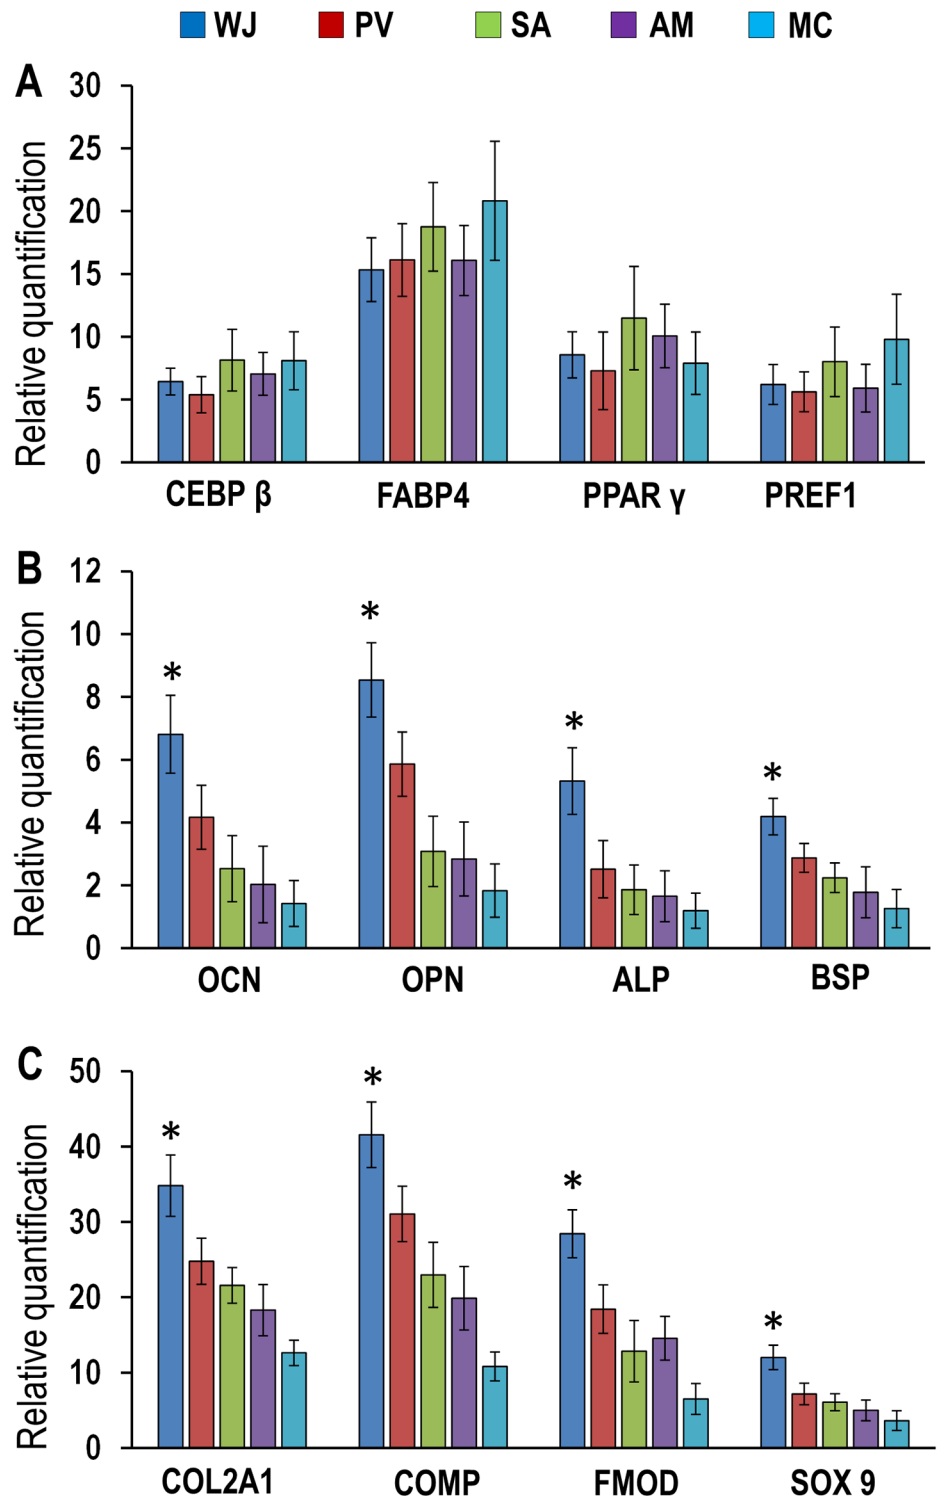 WJ PV SA AM MC
A
Relative quantification
30
25
20
15
10
5
0
CEBP β FABP4 PPAR γ PREF1
B
Relative quantification
12
10
8
6
4
2
0
* * * *
OCN OPN ALP BSP
C
Relative quantification
50
40
30
20
10
0
* * * *
COL2A1 COMP FMOD SOX 9